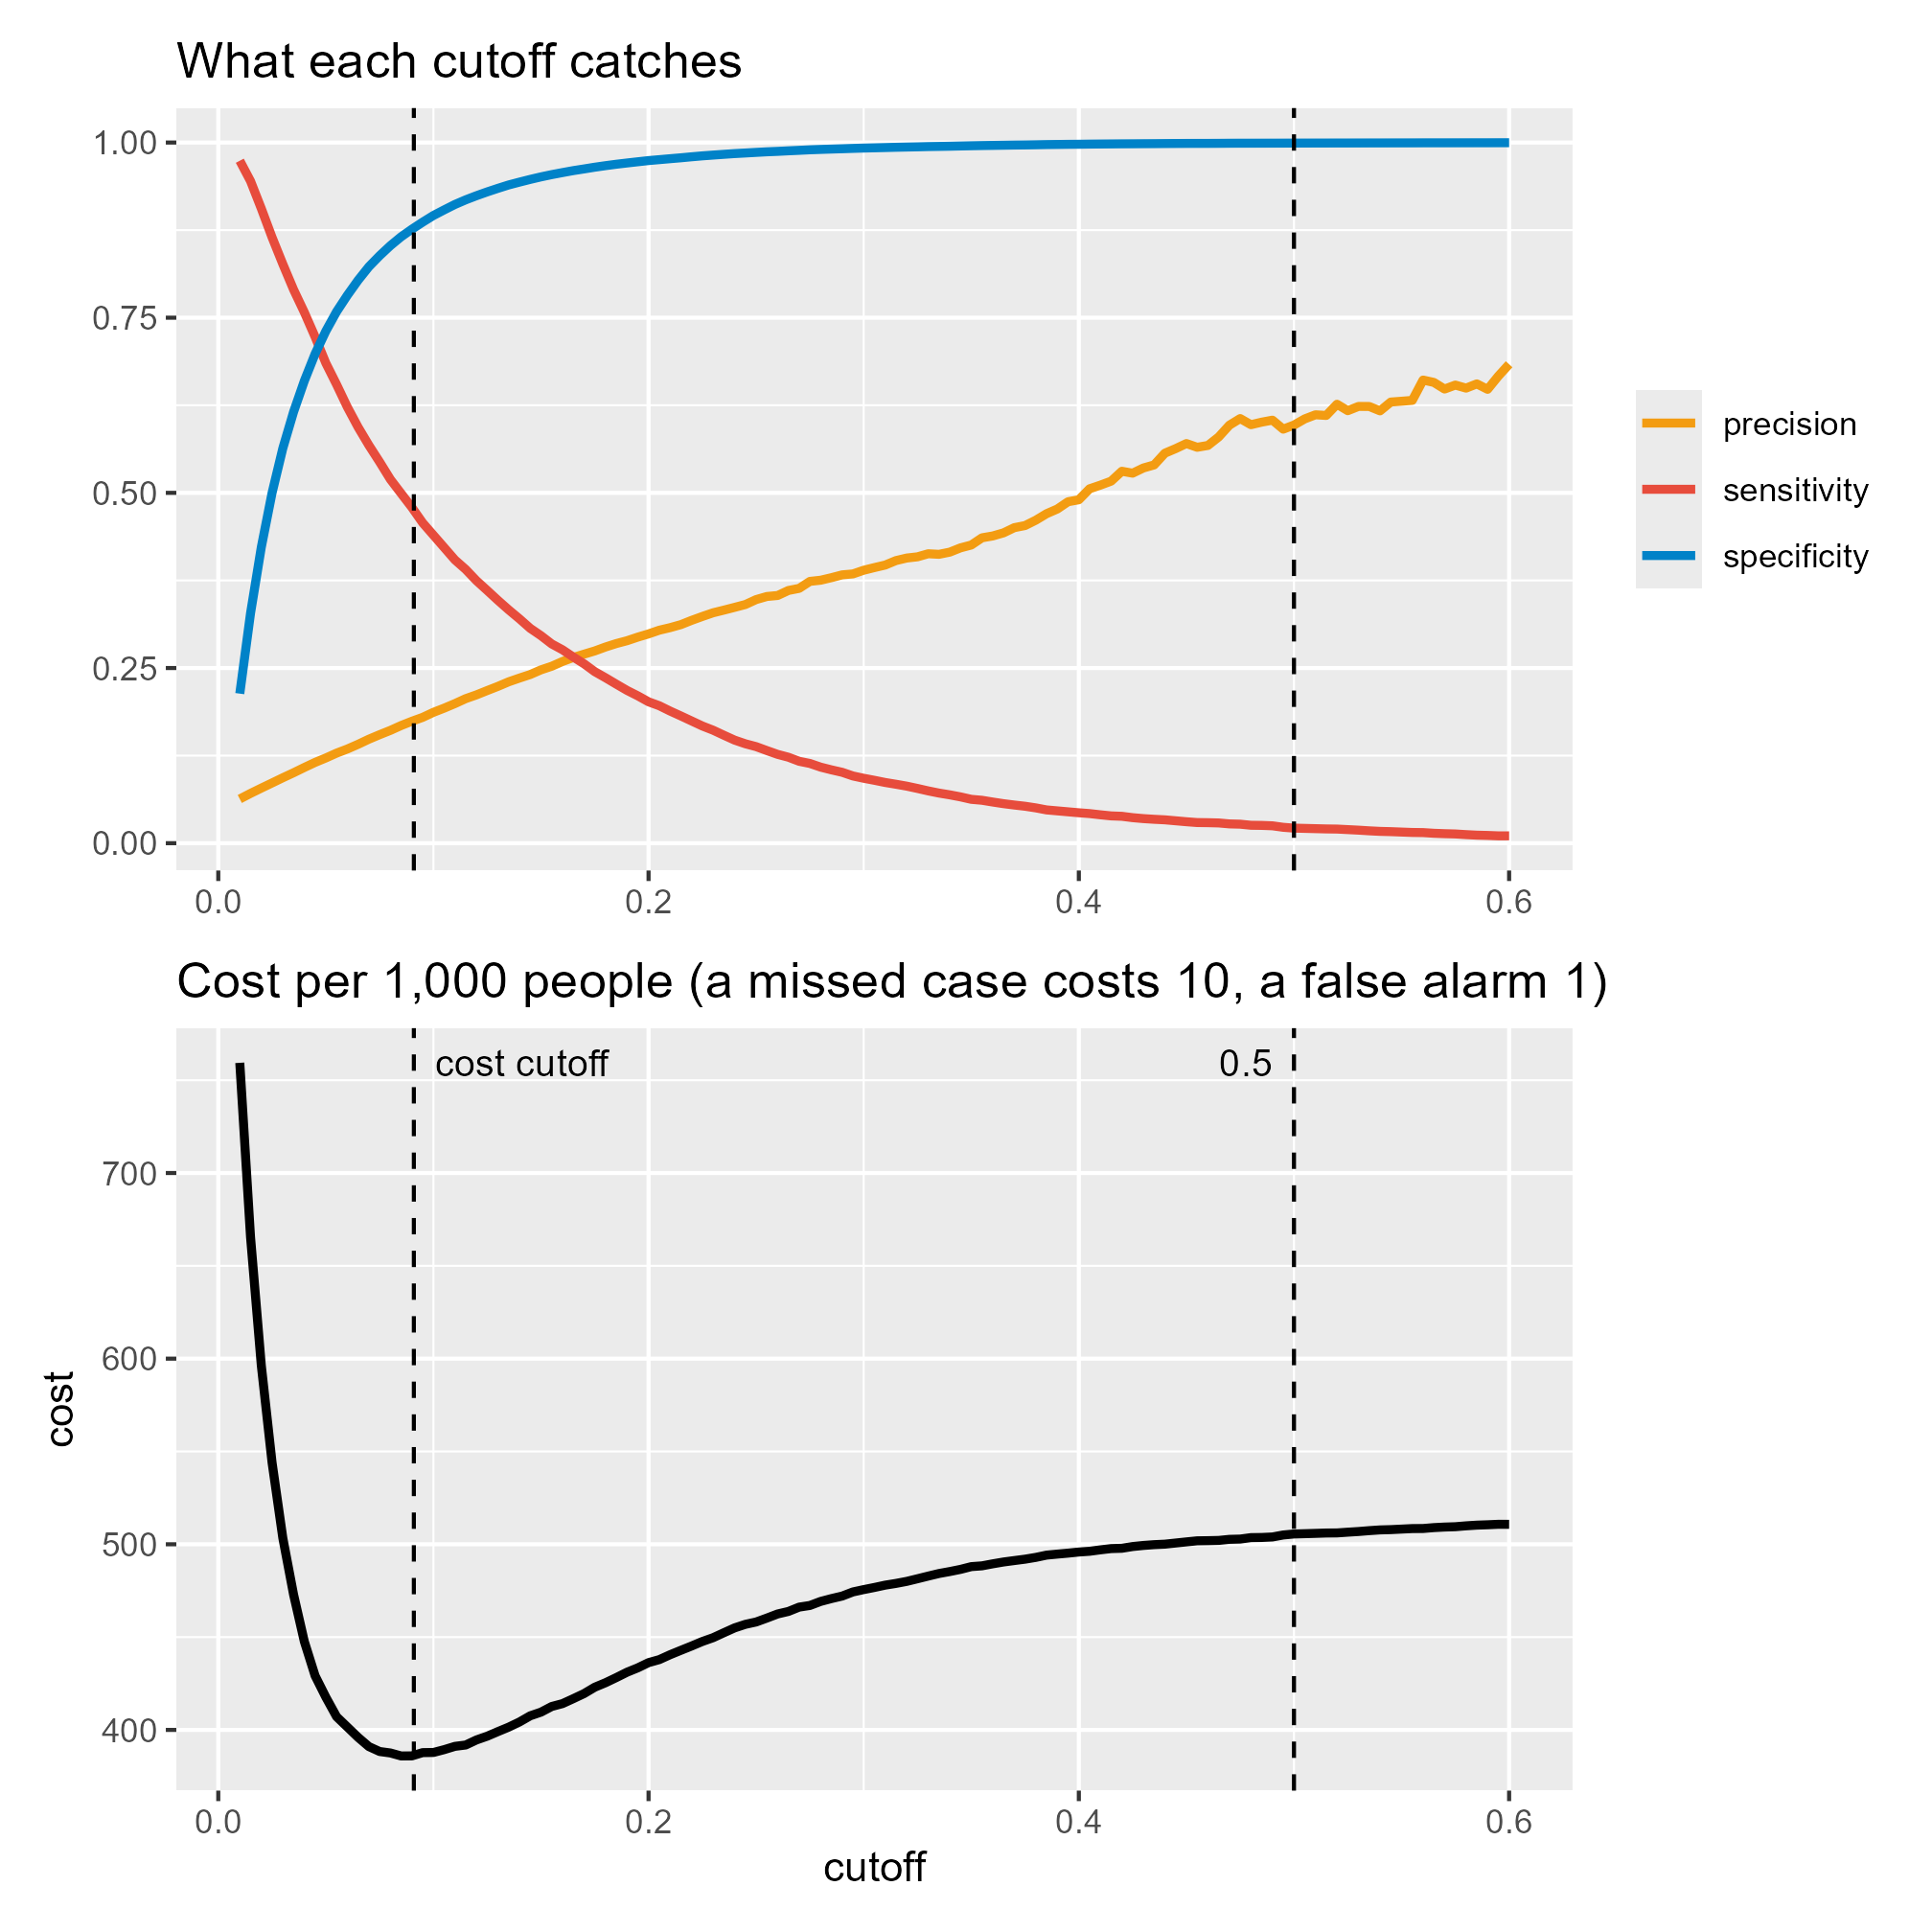 What each cutoff catches
1.00
0.75
0.50
0.25
0.00
0.0 0.2 0.4 0.6
precision
sensitivity
specificity
Cost per 1,000 people (a missed case costs 10, a false alarm 1)
cost cutoff 0.5
700
600
500
400
cost
0.0 0.2 0.4 0.6
cutoff